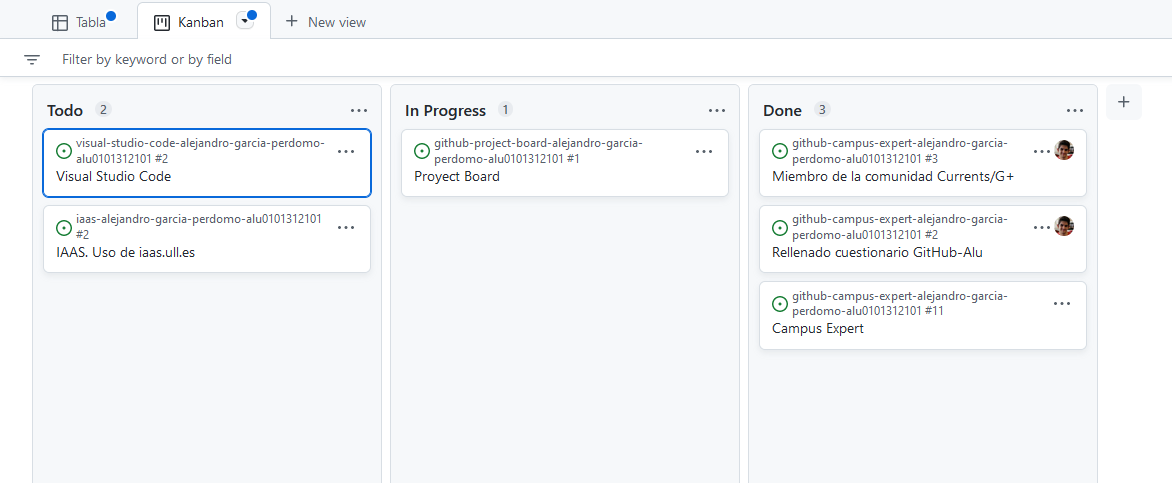 Tabla
Kanban
New view
Filter by keyword or by field
Todo 2
visual-studio-code-alejandro-garcia-perdomo-
alu0101312101 #2
Visual Studio Code
iaas-alejandro-garcia-perdomo-alu0101312101
#2
IAAS. Uso de iaas.ull.es
In Progress 1
github-project-board-alejandro-garcia-
perdomo-alu0101312101 #1
Proyect Board
Done 3
github-campus-expert-alejandro-garcia-
perdomo-alu0101312101 #3
Miembro de la comunidad Currents/G+
github-campus-expert-alejandro-garcia-
perdomo-alu0101312101 #2
Rellenado cuestionario GitHub-Alu
github-campus-expert-alejandro-garcia-
perdomo-alu0101312101 #11
Campus Expert